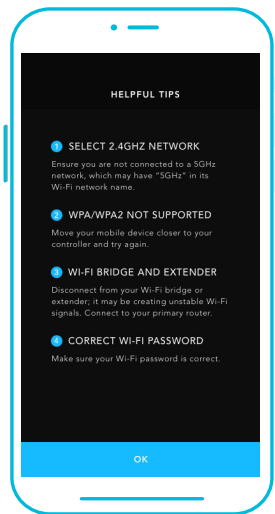 HELPFUL TIPS
1 SELECT 2.4GHZ NETWORK
Ensure you are not connected to a 5GHz
network, which may have "5GHz" in its
Wi-Fi network name.
2 WPA/WPA2 NOT SUPPORTED
Move your mobile device closer to your
controller and try again.
3 WI-FI BRIDGE AND EXTENDER
Disconnect from your Wi-Fi bridge or
extender; it may be creating unstable Wi-Fi
signals. Connect to your primary router.
4 CORRECT WI-FI PASSWORD
Make sure your Wi-Fi password is correct.
OK